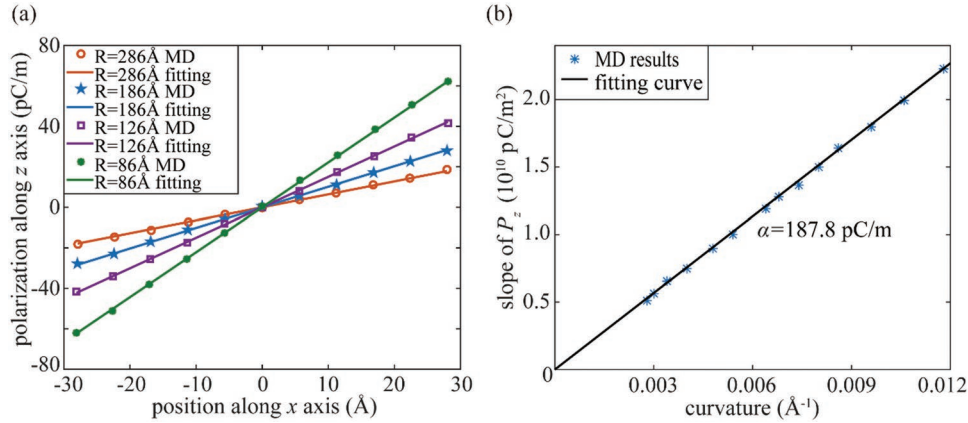 (a)
80
40
0
-40
-80
polarization along z axis (pC/m)
R=286Å MD
R=286Å fitting
R=186Å MD
R=186Å fitting
R=126Å MD
R=126Å fitting
R=86Å MD
R=86Å fitting
-30 -20 -10 0 10 20 30
position along x axis (Å)
(b)
2.0
1.5
1.0
0.5
0
slope of P_z (10¹⁰ pC/m²)
MD results
fitting curve
α=187.8 pC/m
0.003 0.006 0.009 0.012
curvature (Å⁻¹)